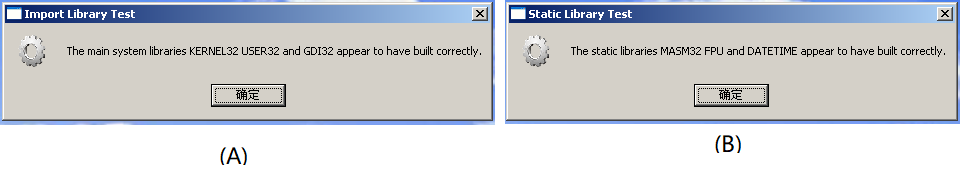 Import Library Test
The main system libraries KERNEL32 USER32 and GDI32 appear to have built correctly.
确定
(A)
Static Library Test
The static libraries MASM32 FPU and DATETIME appear to have built correctly.
确定
(B)